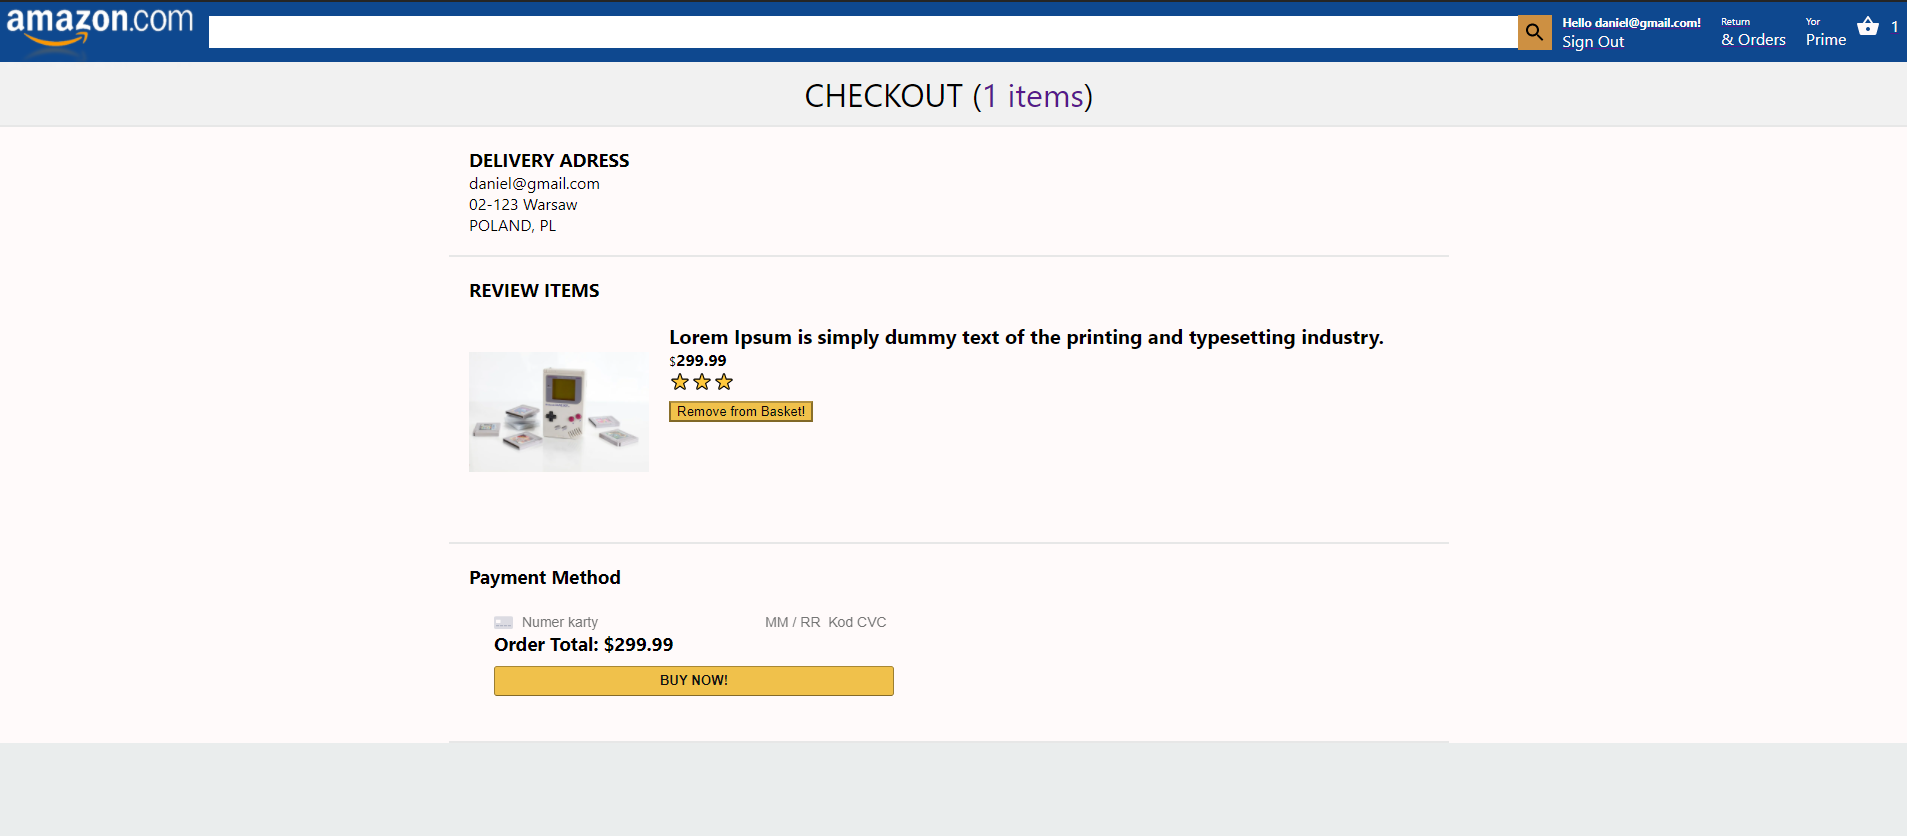 amazon.com
Hello daniel@gmail.com!
Sign Out
Return
& Orders
Yor
Prime
1
CHECKOUT (1 items)
DELIVERY ADRESS
daniel@gmail.com
02-123 Warsaw
POLAND, PL
REVIEW ITEMS
Lorem Ipsum is simply dummy text of the printing and typesetting industry.
$299.99
Remove from Basket!
Payment Method
Numer karty MM / RR Kod CVC
Order Total: $299.99
BUY NOW!